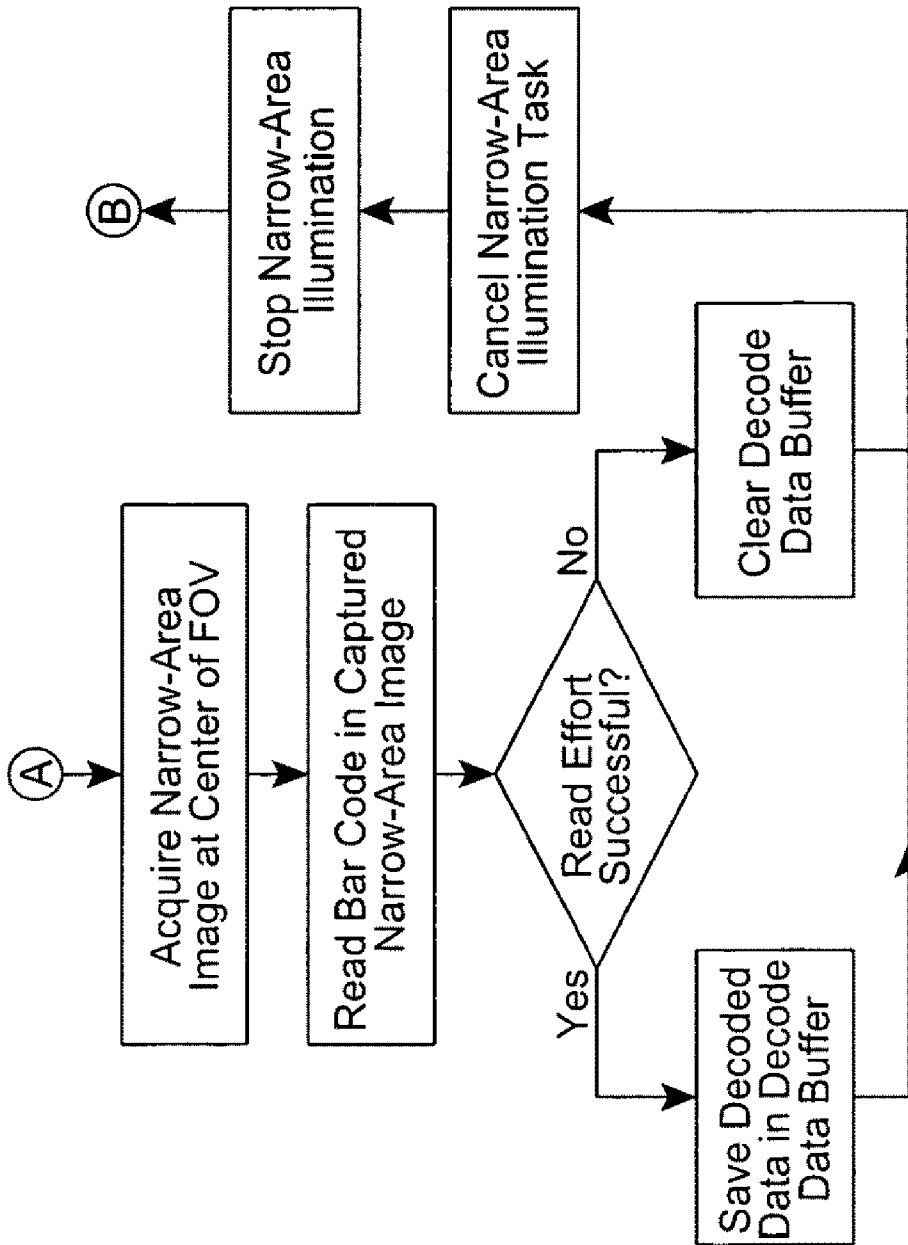 A
Acquire Narrow-Area
Image at Center of FOV
Read Bar Code in Captured
Narrow-Area Image
Read Effort
Successful?
Yes
No
Save Decoded
Data in Decode
Data Buffer
Clear Decode
Data Buffer
Cancel Narrow-Area
Illumination Task
Stop Narrow-Area
Illumination
B